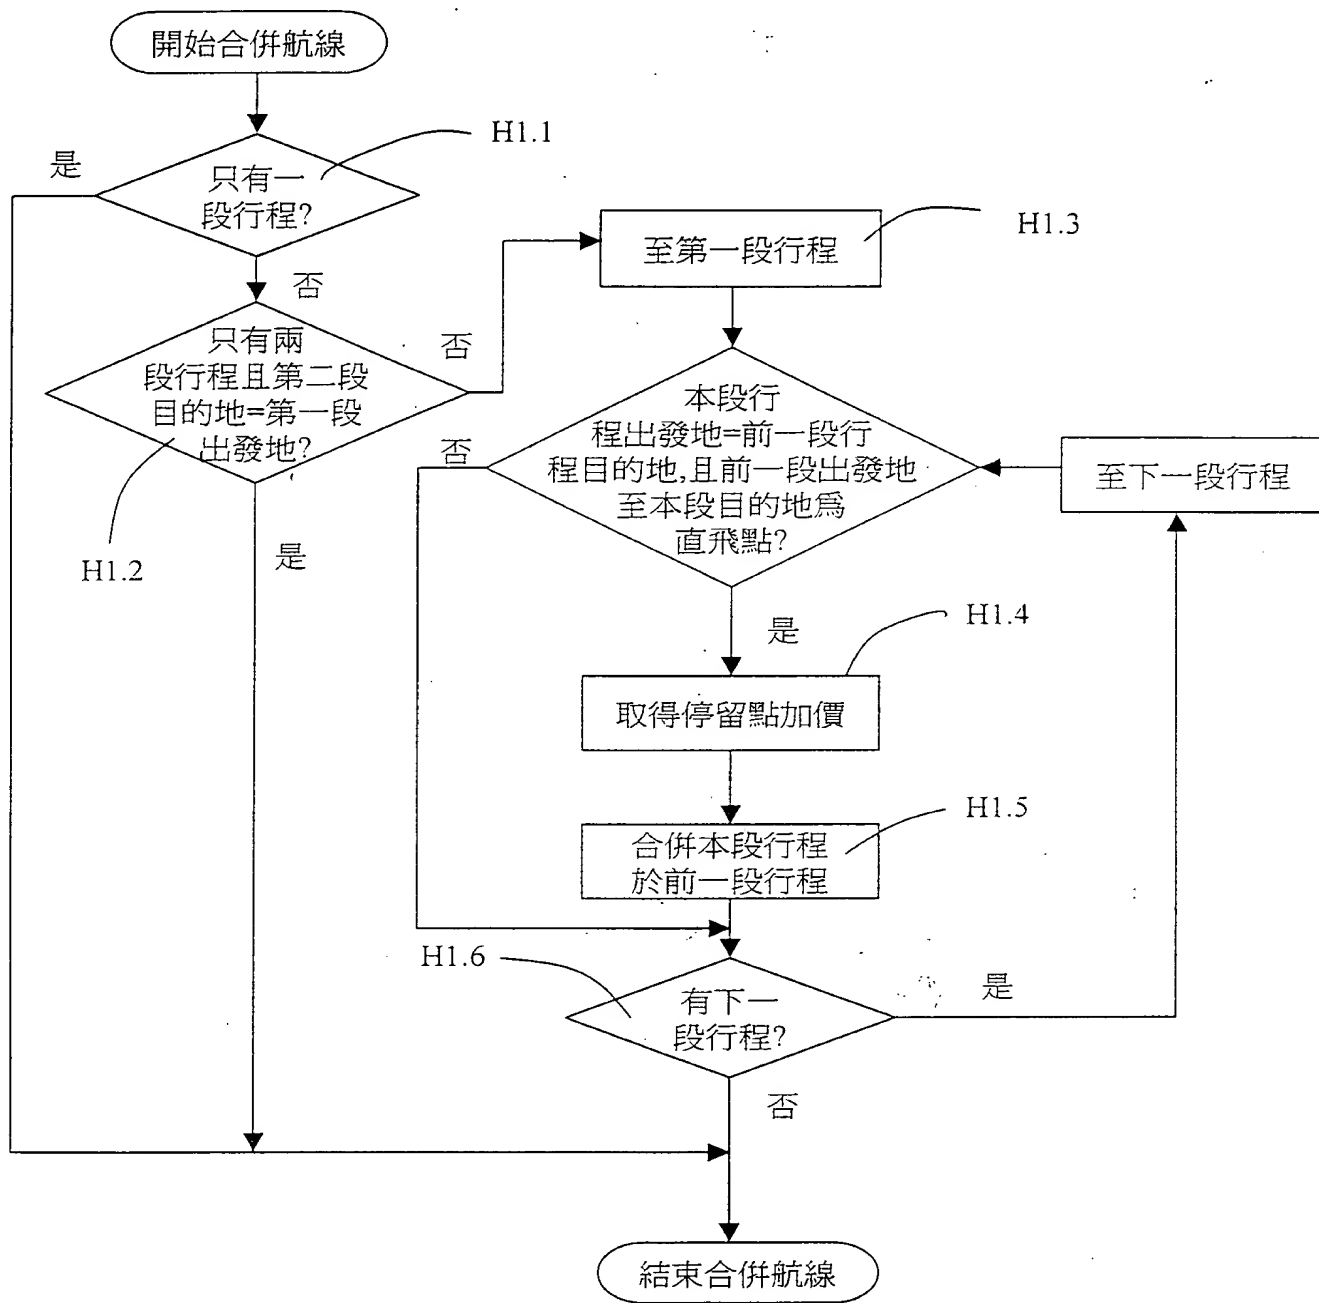 開始合併航線
H1.1
是
只有一
段行程?
H1.3
至第一段行程
否
只有兩
段行程且第二段
目的地=第一段
出發地?
否
本段行
程出發地=前一段行
程目的地,且前一段出發地
至本段目的地爲
直飛點?
否
至下一段行程
H1.2
是
H1.4
是
取得停留點加價
H1.5
合併本段行程
於前一段行程
H1.6
有下一
段行程?
是
否
結束合併航線